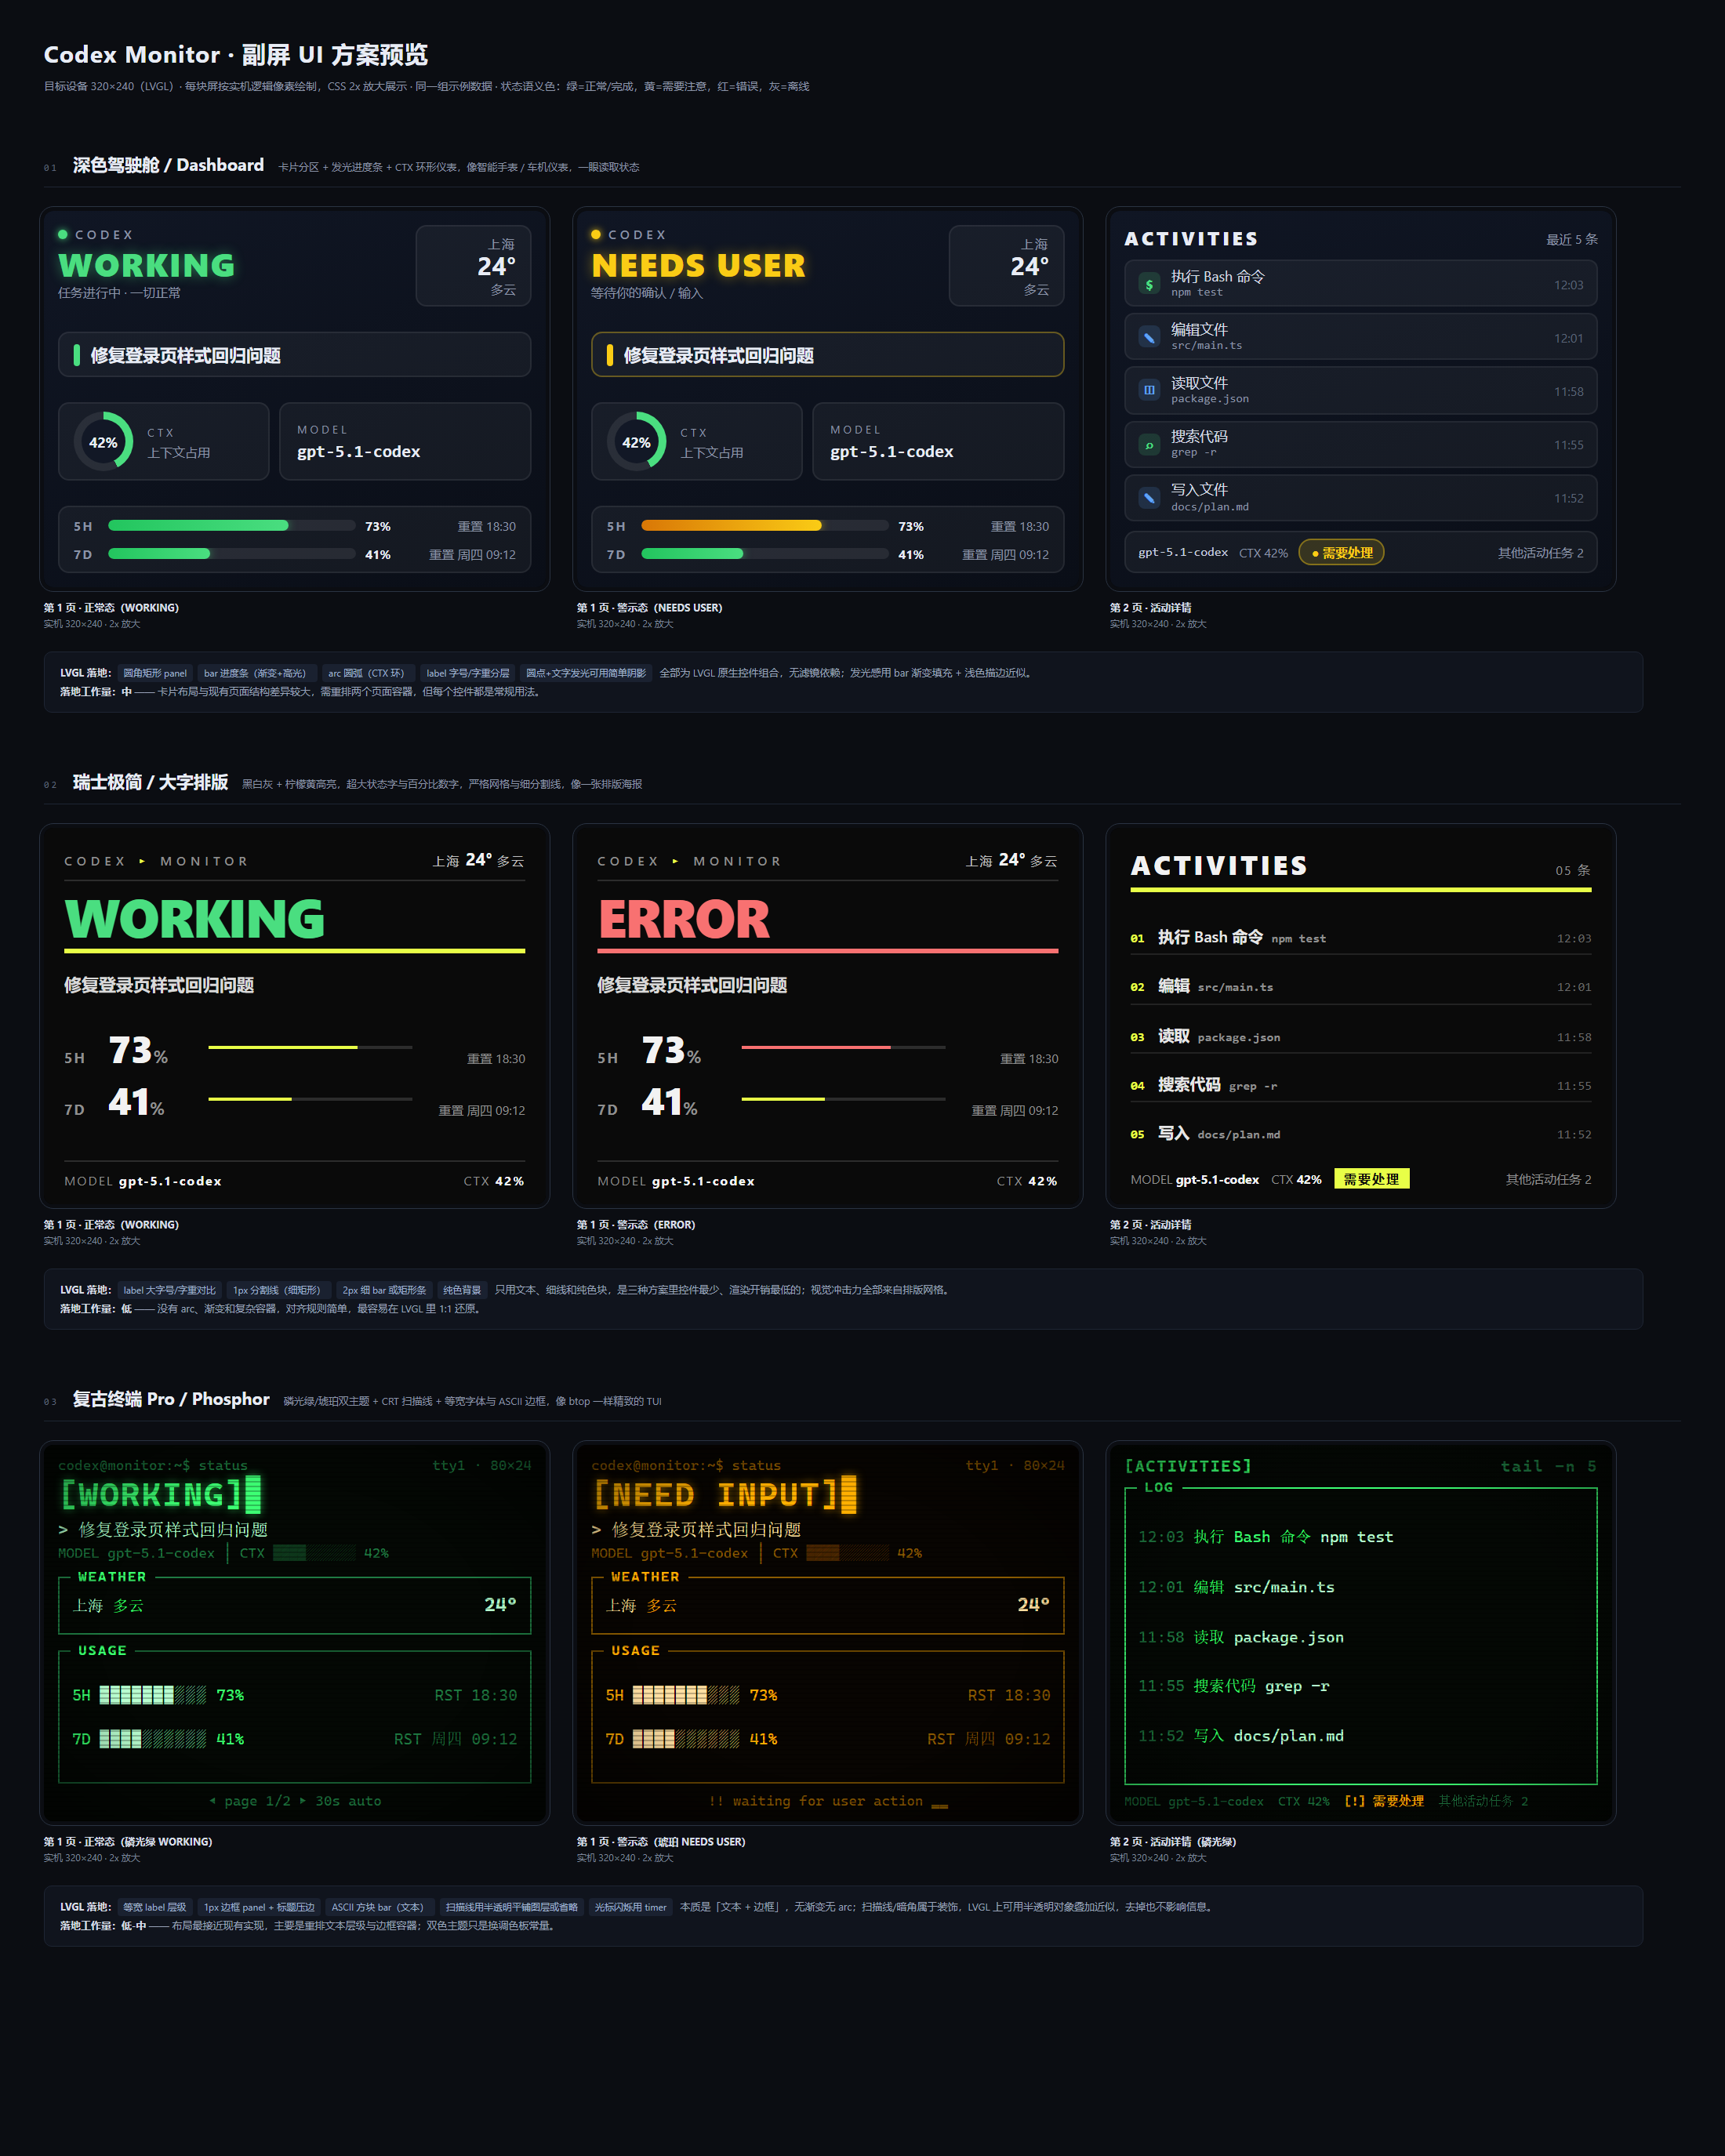 Codex Monitor · 副屏 UI 方案预览
目标设备 320×240（LVGL）· 每块屏按实机逻辑像素绘制，CSS 2x 放大展示 · 同一组示例数据 · 状态语义色：绿=正常/完成，黄=需要注意，红=错误，灰=离线
01 深色驾驶舱 / Dashboard 卡片分区 + 发光进度条 + CTX 环形仪表，像智能手表 / 车机仪表，一眼读取状态
CODEX
WORKING
任务进行中 · 一切正常
上海
24°
多云
修复登录页样式回归问题
42%
CTX
上下文占用
MODEL
gpt-5.1-codex
5H 73% 重置 18:30
7D 41% 重置 周四 09:12
第 1 页 · 正常态（WORKING）
实机 320×240 · 2x 放大
CODEX
NEEDS USER
等待你的确认 / 输入
上海
24°
多云
修复登录页样式回归问题
42%
CTX
上下文占用
MODEL
gpt-5.1-codex
5H 73% 重置 18:30
7D 41% 重置 周四 09:12
第 1 页 · 警示态（NEEDS USER）
实机 320×240 · 2x 放大
ACTIVITIES 最近 5 条
$ 执行 Bash 命令
npm test 12:03
编辑文件
src/main.ts 12:01
读取文件
package.json 11:58
搜索代码
grep -r 11:55
写入文件
docs/plan.md 11:52
gpt-5.1-codex CTX 42% ● 需要处理 其他活动任务 2
第 2 页 · 活动详情
实机 320×240 · 2x 放大
LVGL 落地： 圆角矩形 panel bar 进度条（渐变+高光） arc 圆弧（CTX 环） label 字号/字重分层 圆点+文字发光可用简单阴影 全部为 LVGL 原生控件组合，无滤镜依赖；发光感用 bar 渐变填充 + 浅色描边近似。
落地工作量：中 —— 卡片布局与现有页面结构差异较大，需重排两个页面容器，但每个控件都是常规用法。
02 瑞士极简 / 大字排版 黑白灰 + 柠檬黄高亮，超大状态字与百分比数字，严格网格与细分割线，像一张排版海报
CODEX ▸ MONITOR 上海 24° 多云
WORKING
修复登录页样式回归问题
5H 73% 重置 18:30
7D 41% 重置 周四 09:12
MODEL gpt-5.1-codex CTX 42%
第 1 页 · 正常态（WORKING）
实机 320×240 · 2x 放大
CODEX ▸ MONITOR 上海 24° 多云
ERROR
修复登录页样式回归问题
5H 73% 重置 18:30
7D 41% 重置 周四 09:12
MODEL gpt-5.1-codex CTX 42%
第 1 页 · 警示态（ERROR）
实机 320×240 · 2x 放大
ACTIVITIES 05 条
01 执行 Bash 命令 npm test 12:03
02 编辑 src/main.ts 12:01
03 读取 package.json 11:58
04 搜索代码 grep -r 11:55
05 写入 docs/plan.md 11:52
MODEL gpt-5.1-codex CTX 42% 需要处理 其他活动任务 2
第 2 页 · 活动详情
实机 320×240 · 2x 放大
LVGL 落地： label 大字号/字重对比 1px 分割线（细矩形） 2px 细 bar 或矩形条 纯色背景 只用文本、细线和纯色块，是三种方案里控件最少、渲染开销最低的；视觉冲击力全部来自排版网格。
落地工作量：低 —— 没有 arc、渐变和复杂容器，对齐规则简单，最容易在 LVGL 里 1:1 还原。
03 复古终端 Pro / Phosphor 磷光绿/琥珀双主题 + CRT 扫描线 + 等宽字体与 ASCII 边框，像 btop 一样精致的 TUI
codex@monitor:~$ status tty1 · 80×24
[WORKING]
> 修复登录页样式回归问题
MODEL gpt-5.1-codex │ CTX ▓▓▓▓░░░░░░ 42%
WEATHER
上海 多云 24°
USAGE
5H ▓▓▓▓▓▓▓░░░ 73% RST 18:30
7D ▓▓▓▓░░░░░░ 41% RST 周四 09:12
◂ page 1/2 ▸ 30s auto
第 1 页 · 正常态（磷光绿 WORKING）
实机 320×240 · 2x 放大
codex@monitor:~$ status tty1 · 80×24
[NEED INPUT]
> 修复登录页样式回归问题
MODEL gpt-5.1-codex │ CTX ▓▓▓▓░░░░░░ 42%
WEATHER
上海 多云 24°
USAGE
5H ▓▓▓▓▓▓▓░░░ 73% RST 18:30
7D ▓▓▓▓░░░░░░ 41% RST 周四 09:12
!! waiting for user action ▂▂
第 1 页 · 警示态（琥珀 NEEDS USER）
实机 320×240 · 2x 放大
[ACTIVITIES] tail -n 5
LOG
12:03 执行 Bash 命令 npm test
12:01 编辑 src/main.ts
11:58 读取 package.json
11:55 搜索代码 grep -r
11:52 写入 docs/plan.md
MODEL gpt-5.1-codex CTX 42% [!] 需要处理 其他活动任务 2
第 2 页 · 活动详情（磷光绿）
实机 320×240 · 2x 放大
LVGL 落地： 等宽 label 层级 1px 边框 panel + 标题压边 ASCII 方块 bar（文本） 扫描线用半透明平铺图层或省略 光标闪烁用 timer 本质是「文本 + 边框」，无渐变无 arc；扫描线/暗角属于装饰，LVGL 上可用半透明对象叠加近似，去掉也不影响信息。
落地工作量：低-中 —— 布局最接近现有实现，主要是重排文本层级与边框容器；双色主题只是换调色板常量。